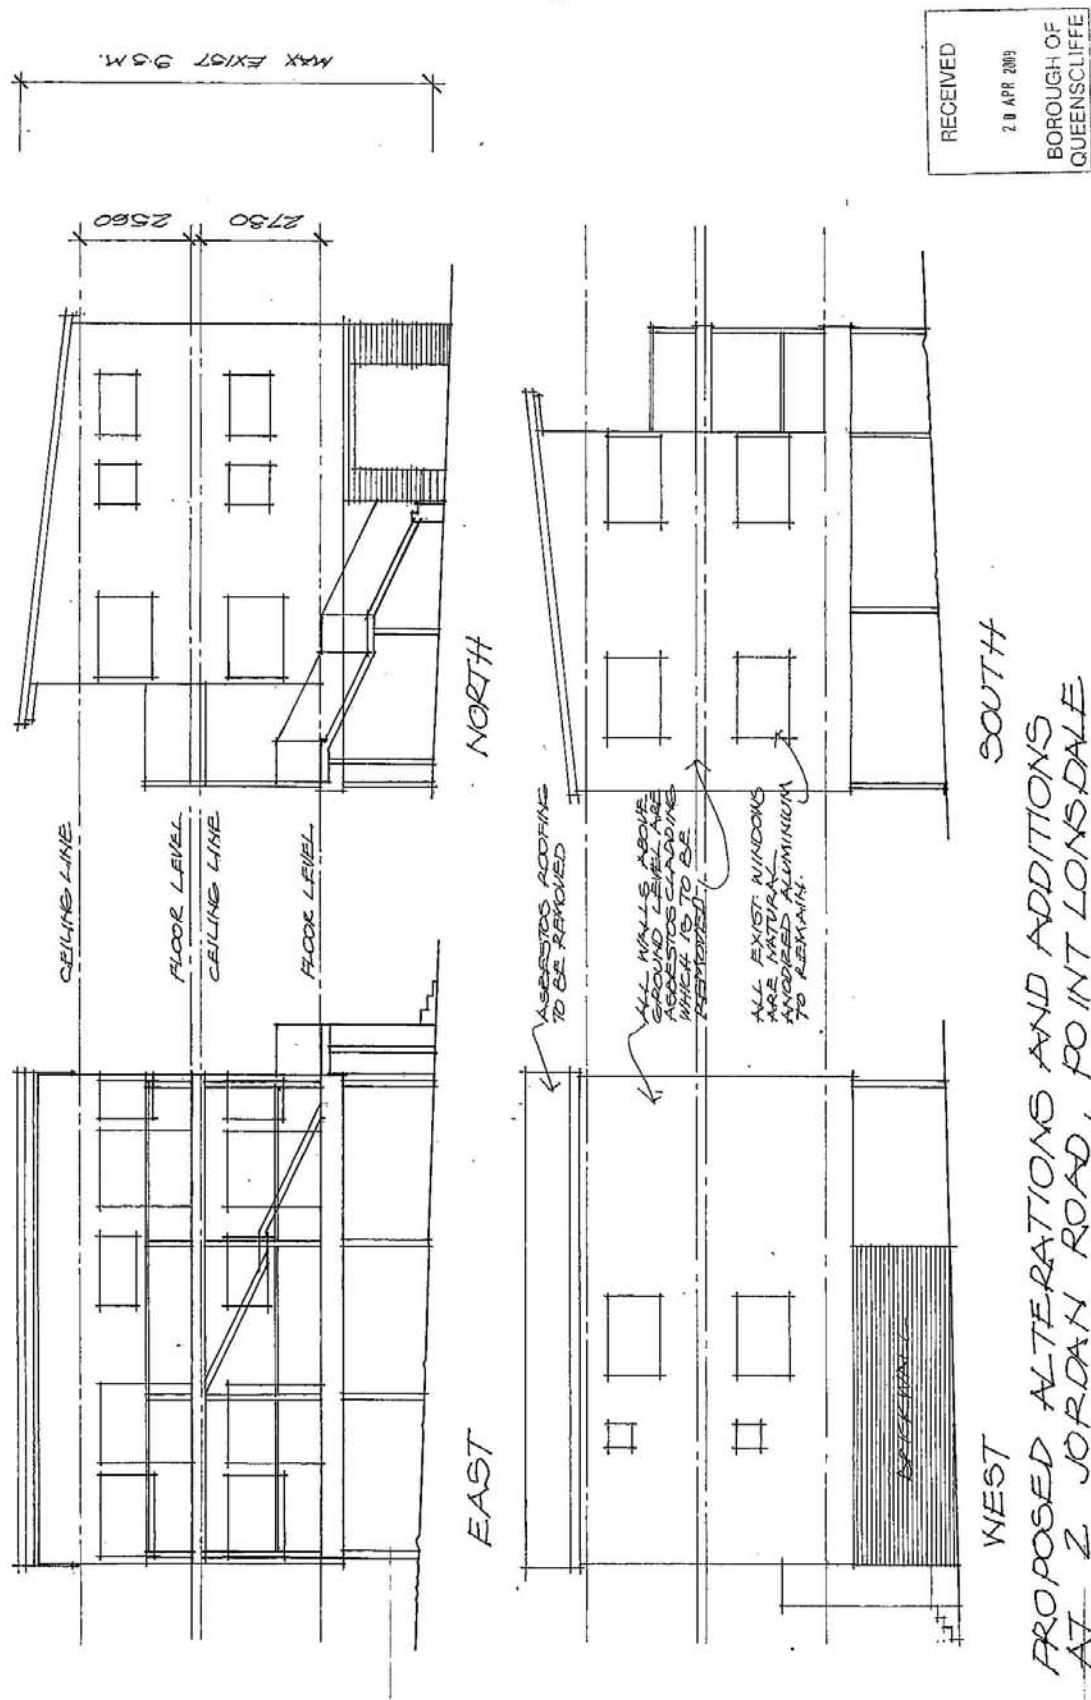 MAX EXIST 9.5 M.
2560
2730
CEILING LINE
FLOOR LEVEL
CEILING LINE
FLOOR LEVEL
EAST
NORTH
ASBESTOS ROOFING
TO BE REMOVED
ALL WALLS ABOVE
GROUND LEVEL ARE
ASBESTOS CLADDING
WHICH IS TO BE
REMOVED
ALL EXIST. WINDOWS
ARE NATURAL
ANODIZED ALUMINIUM
TO REMAIN.
BRICKWALL
WEST
SOUTH
PROPOSED ALTERATIONS AND ADDITIONS
AT 2 JORDAN ROAD, POINT LONSDALE
RECEIVED
20 APR 2009
BOROUGH OF
QUEENSCLIFFE